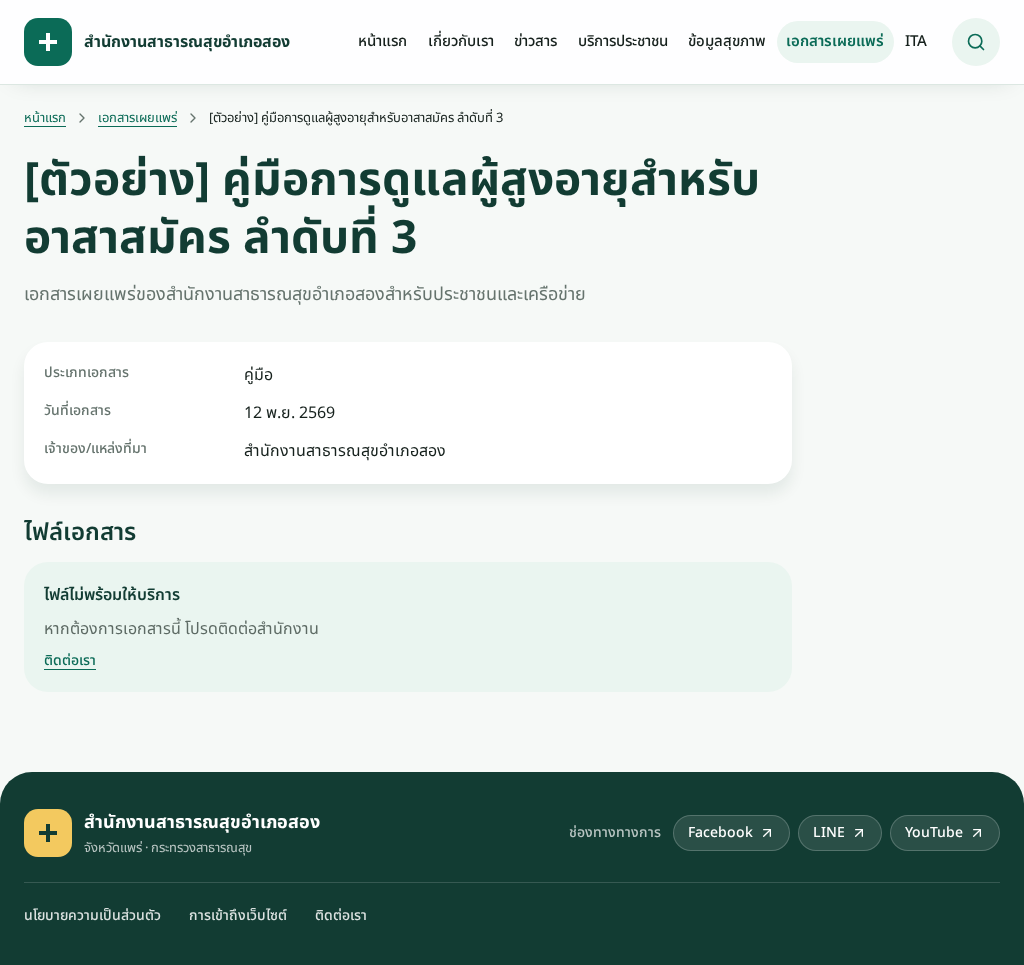 สำนักงานสาธารณสุขอำเภอสอง
หน้าแรก เกี่ยวกับเรา ข่าวสาร บริการประชาชน ข้อมูลสุขภาพ เอกสารเผยแพร่ ITA
หน้าแรก > เอกสารเผยแพร่ > [ตัวอย่าง] คู่มือการดูแลผู้สูงอายุสำหรับอาสาสมัคร ลำดับที่ 3
[ตัวอย่าง] คู่มือการดูแลผู้สูงอายุสำหรับ
อาสาสมัคร ลำดับที่ 3
เอกสารเผยแพร่ของสำนักงานสาธารณสุขอำเภอสองสำหรับประชาชนและเครือข่าย
ประเภทเอกสาร คู่มือ
วันที่เอกสาร 12 พ.ย. 2569
เจ้าของ/แหล่งที่มา สำนักงานสาธารณสุขอำเภอสอง
ไฟล์เอกสาร
ไฟล์ไม่พร้อมให้บริการ
หากต้องการเอกสารนี้ โปรดติดต่อสำนักงาน
ติดต่อเรา
สำนักงานสาธารณสุขอำเภอสอง
จังหวัดแพร่ · กระทรวงสาธารณสุข
ช่องทางทางการ Facebook LINE YouTube
นโยบายความเป็นส่วนตัว การเข้าถึงเว็บไซต์ ติดต่อเรา